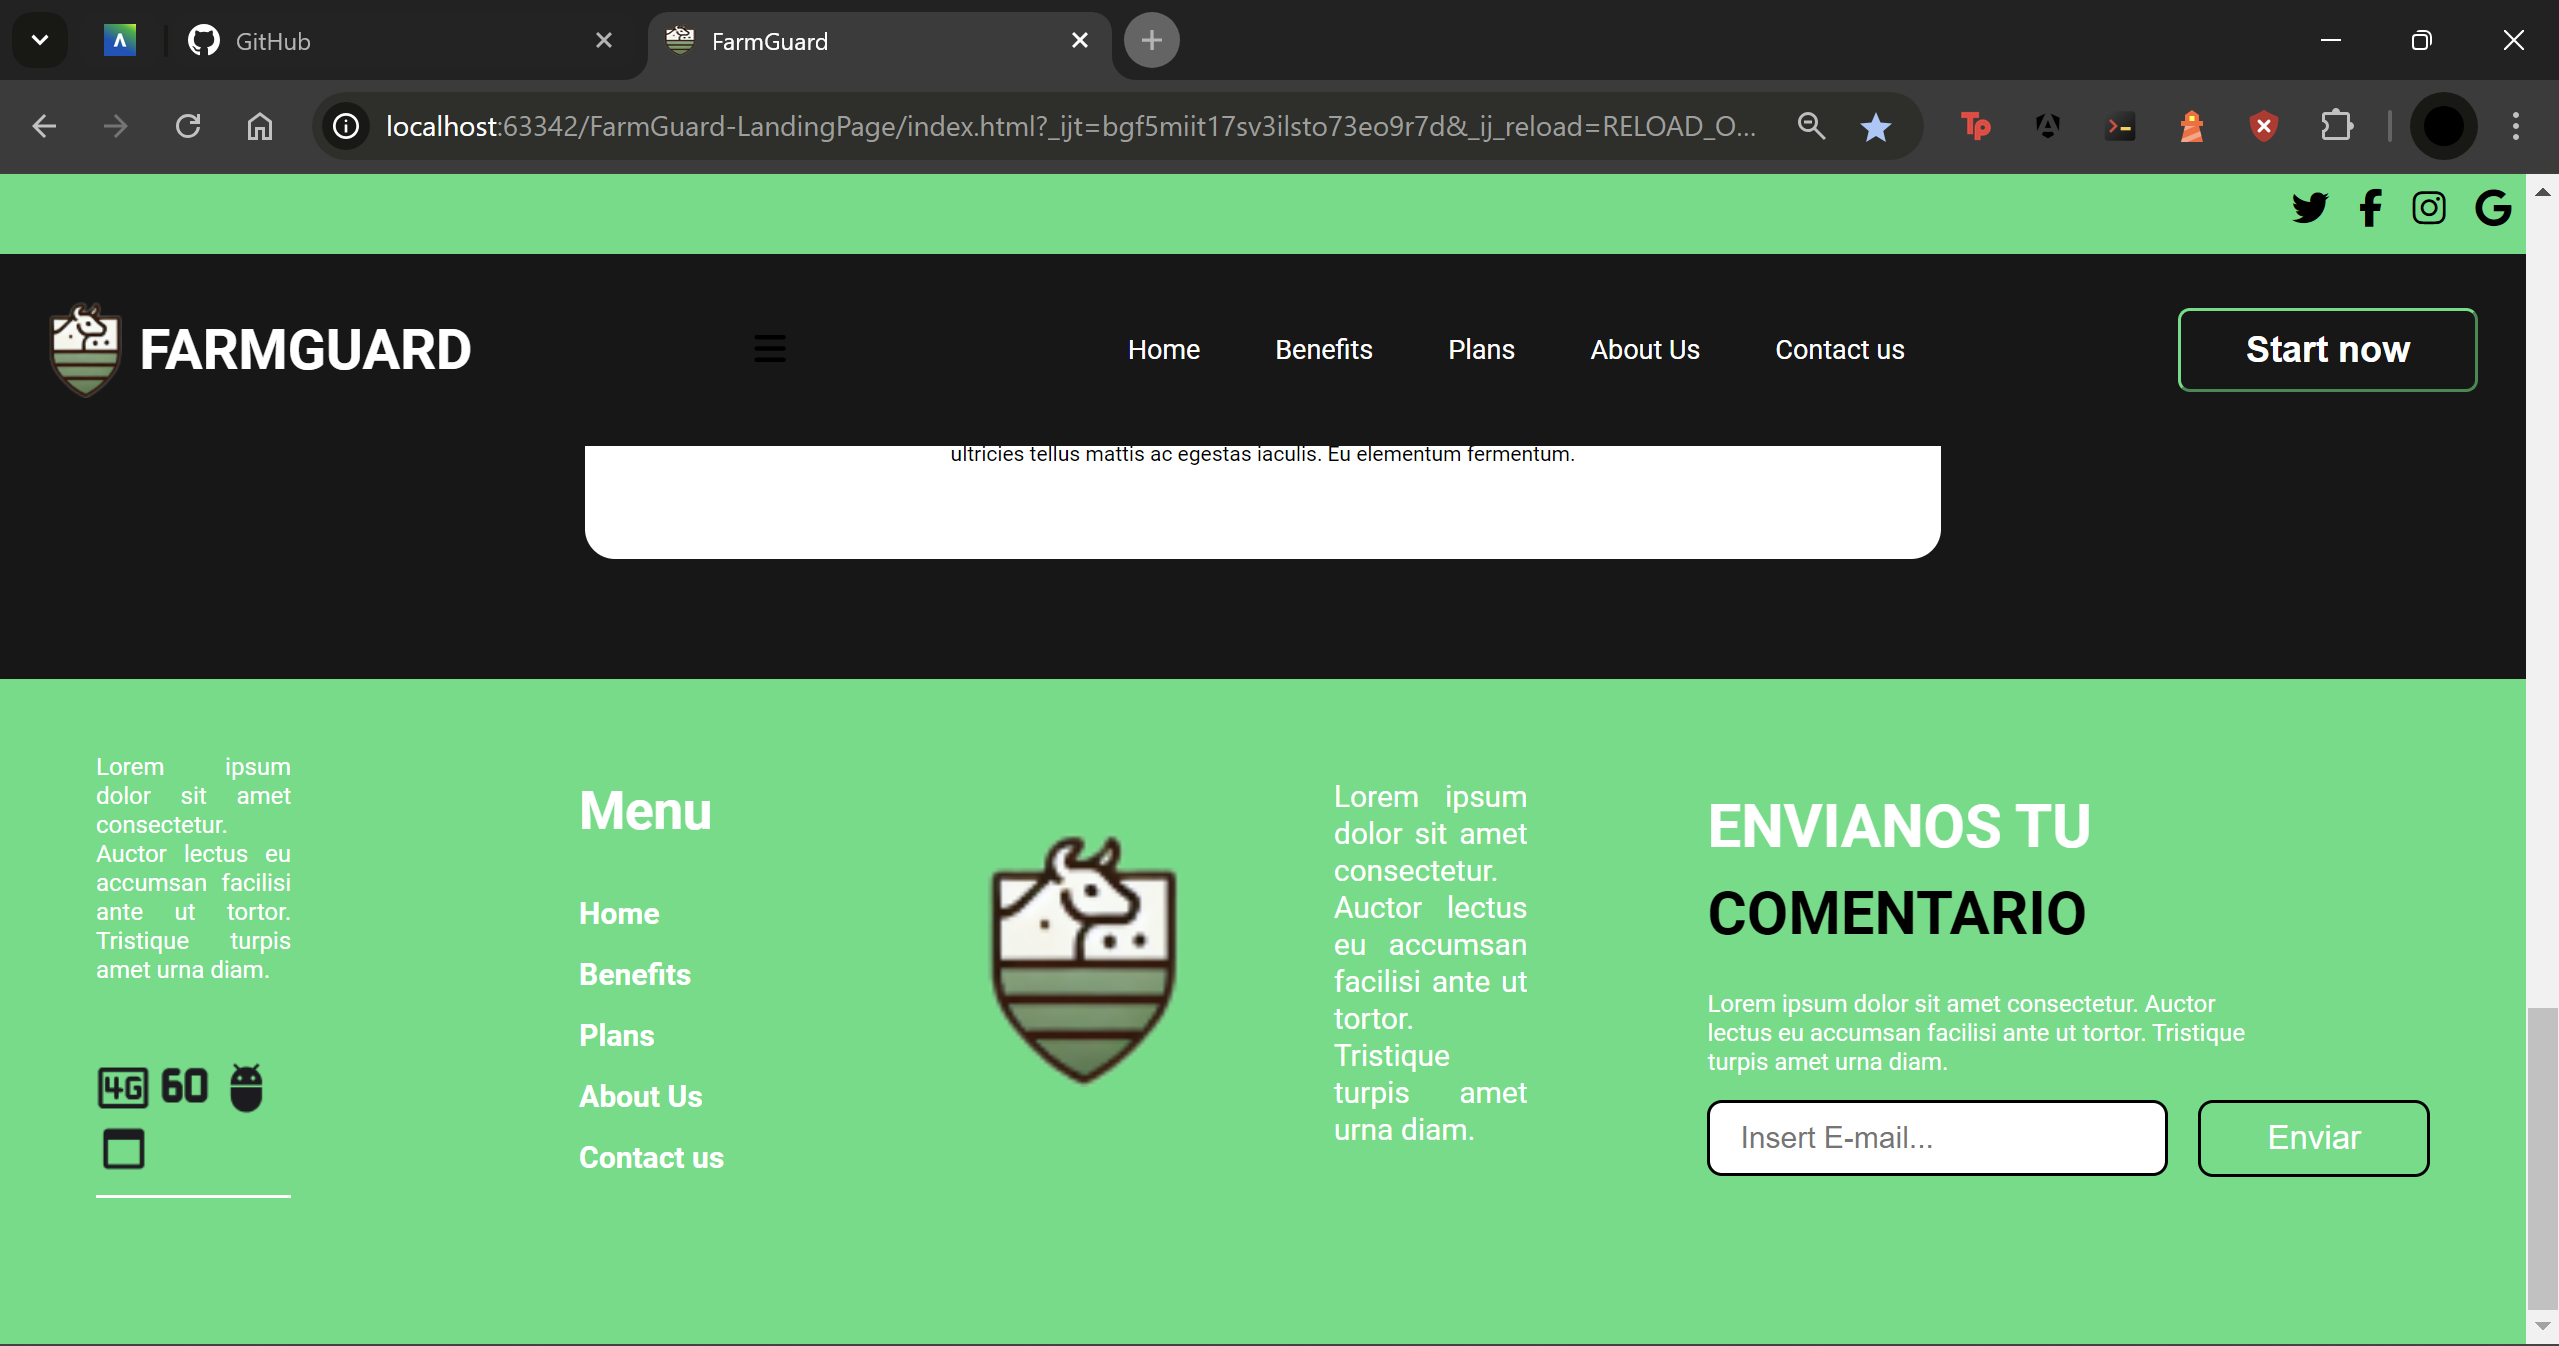 GitHub
FarmGuard
localhost:63342/FarmGuard-LandingPage/index.html?_ijt=bgf5miit17sv3ilsto73eo9r7d&_ij_reload=RELOAD_O...
Tp
FARMGUARD
Home
Benefits
Plans
About Us
Contact us
Start now
ultricies tellus mattis ac egestas iaculis. Eu elementum fermentum.
Lorem ipsum
dolor sit amet
consectetur.
Auctor lectus eu
accumsan facilisi
ante ut tortor.
Tristique turpis
amet urna diam.
4G 60
Menu
Home
Benefits
Plans
About Us
Contact us
Lorem ipsum
dolor sit amet
consectetur.
Auctor lectus
eu accumsan
facilisi ante ut
tortor.
Tristique
turpis amet
urna diam.
ENVIANOS TU
COMENTARIO
Lorem ipsum dolor sit amet consectetur. Auctor
lectus eu accumsan facilisi ante ut tortor. Tristique
turpis amet urna diam.
Insert E-mail...
Enviar